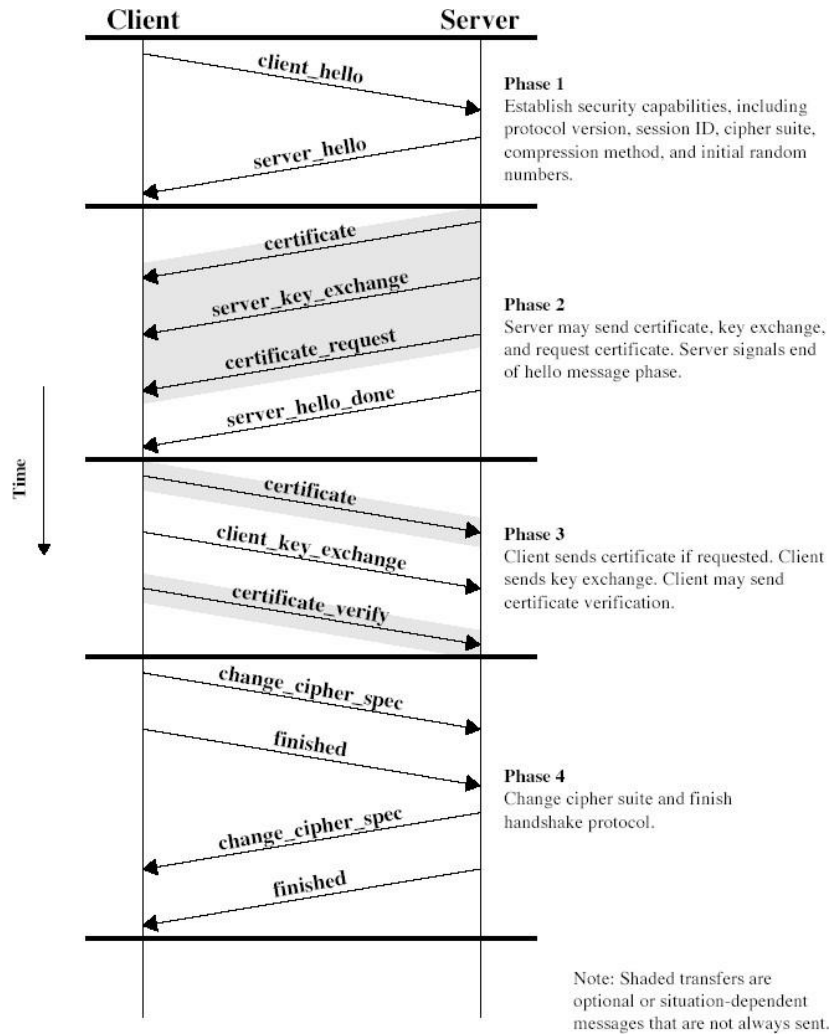 Client Server
client_hello
Phase 1
Establish security capabilities, including
protocol version, session ID, cipher suite,
compression method, and initial random
numbers.
server_hello
certificate
server_key_exchange
certificate_request
server_hello_done
Phase 2
Server may send certificate, key exchange,
and request certificate. Server signals end
of hello message phase.
Time
certificate
client_key_exchange
certificate_verify
Phase 3
Client sends certificate if requested. Client
sends key exchange. Client may send
certificate verification.
change_cipher_spec
finished
change_cipher_spec
finished
Phase 4
Change cipher suite and finish
handshake protocol.
Note: Shaded transfers are
optional or situation-dependent
messages that are not always sent.